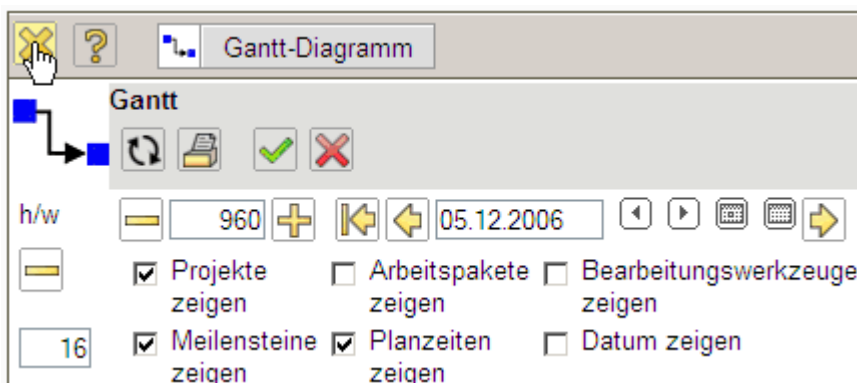 Gantt-Diagramm
Gantt
h/w
960
05.12.2006
Projekte zeigen
Arbeitspakete zeigen
Bearbeitungswerkzeuge zeigen
16
Meilensteine zeigen
Planzeiten zeigen
Datum zeigen